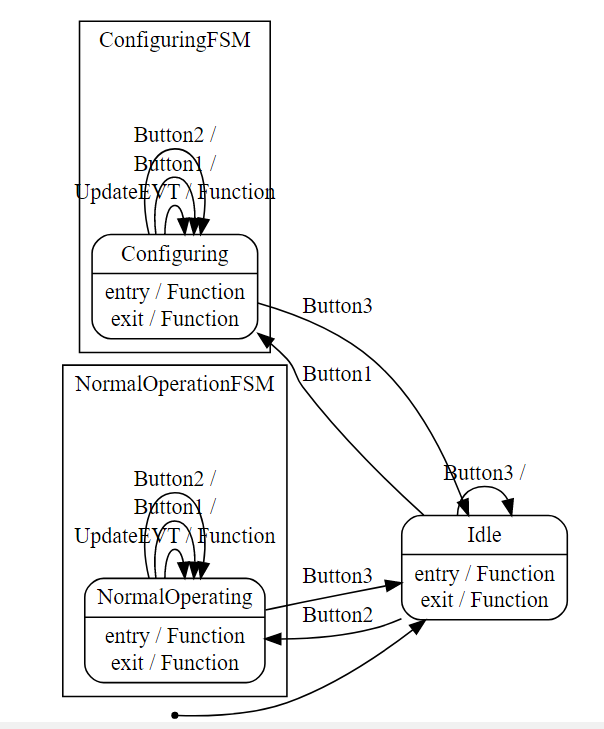 ConfiguringFSM
Button2 /
Button1 /
UpdateEVT / Function
Configuring
entry / Function
exit / Function
Button3
Button1
NormalOperationFSM
Button2 /
Button1 /
UpdateEVT / Function
NormalOperating
entry / Function
exit / Function
Button3
Button2
Button3 /
Idle
entry / Function
exit / Function